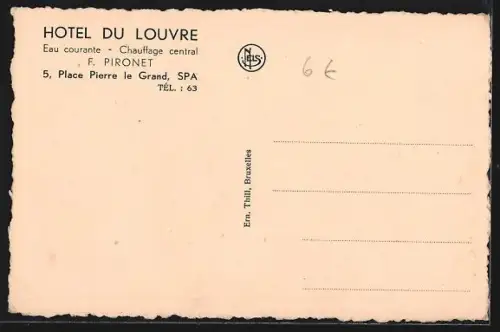 HOTEL DU LOUVRE
Eau courante - Chauffage central
F. PIRONET
5, Place Pierre le Grand, SPA
TÉL. : 63
NELS
6 €
Ern. Thill, Bruxelles